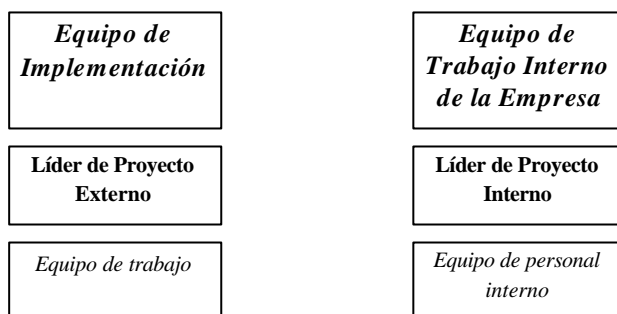 Equipo de
Implementación
Equipo de
Trabajo Interno
de la Empresa
Líder de Proyecto
Externo
Líder de Proyecto
Interno
Equipo de trabajo
Equipo de personal
interno